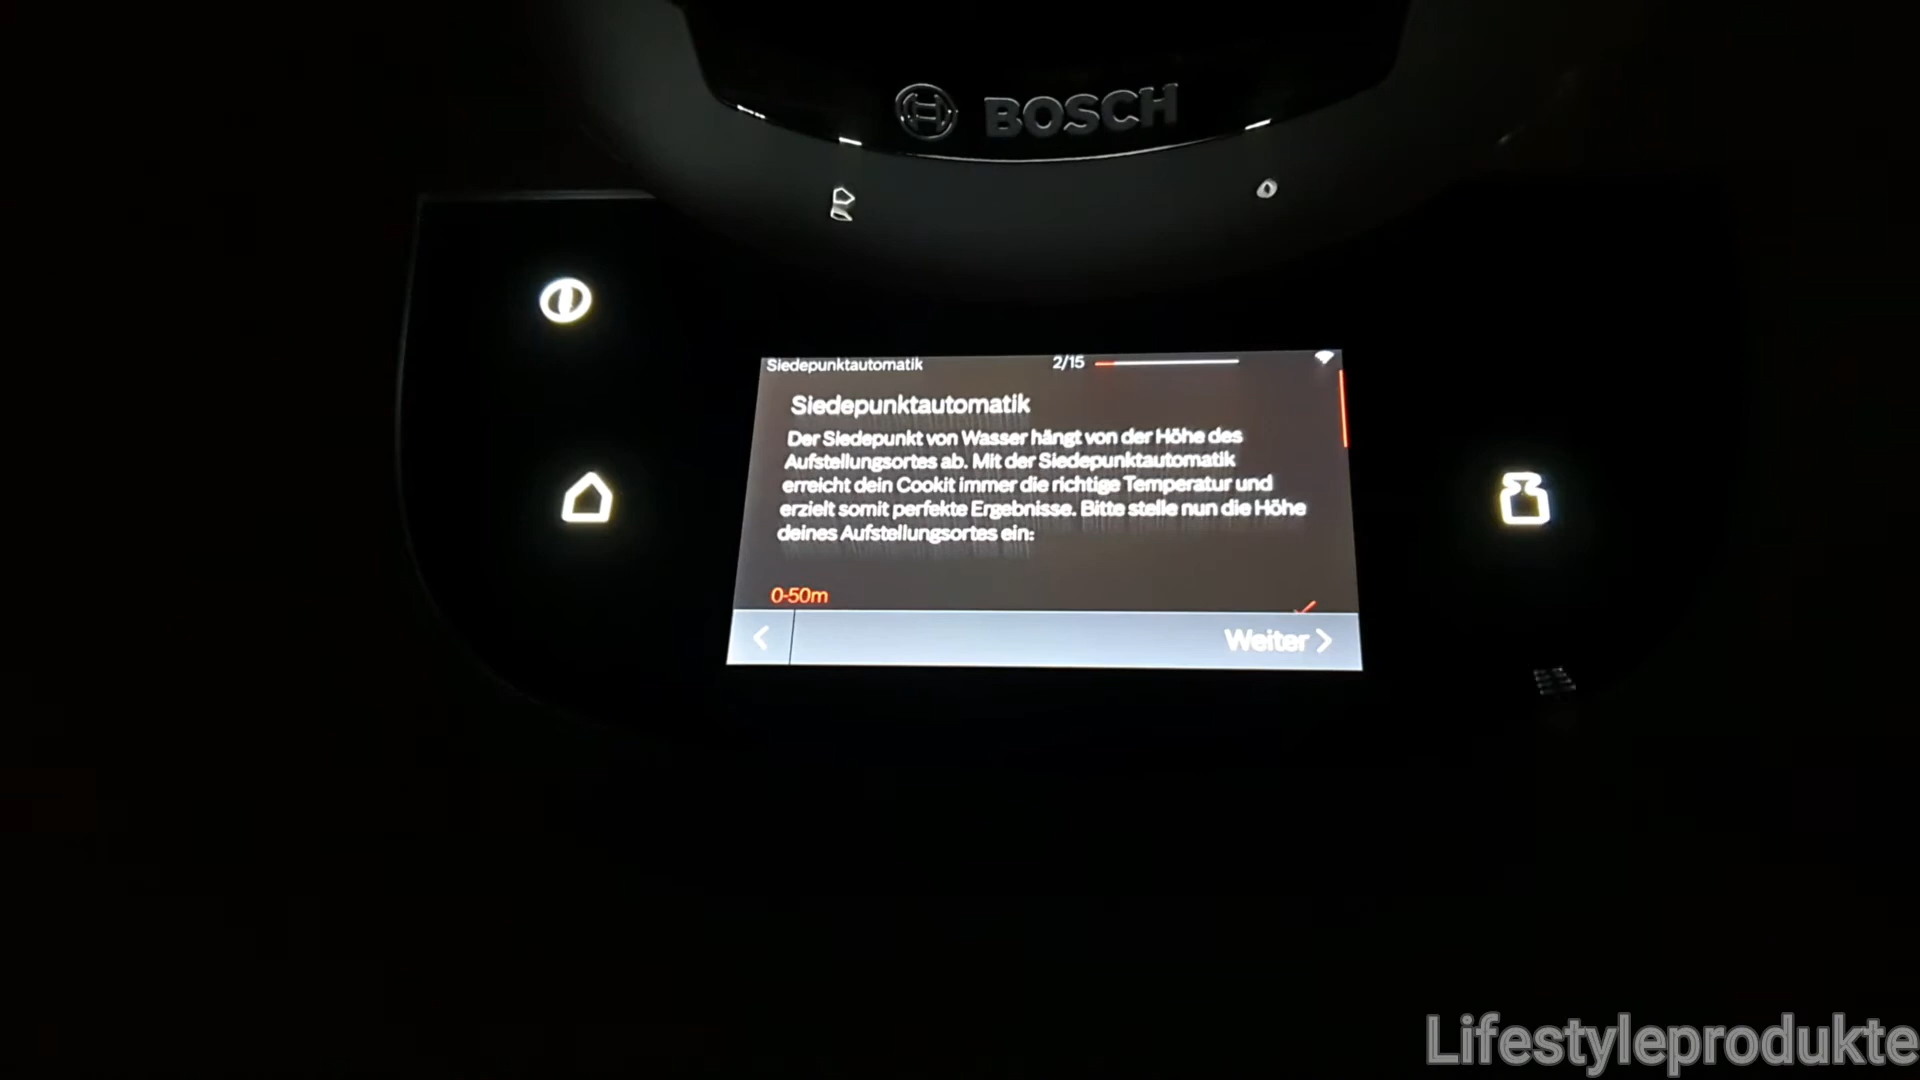 BOSCH
Siedepunktautomatik 2/15
Siedepunktautomatik
Der Siedepunkt von Wasser hängt von der Höhe des
Aufstellungsortes ab. Mit der Siedepunktautomatik
erreicht dein Cookit immer die richtige Temperatur und
erzielt somit perfekte Ergebnisse. Bitte stelle nun die Höhe
deines Aufstellungsortes ein:
0-50m
Weiter
Lifestyleprodukte